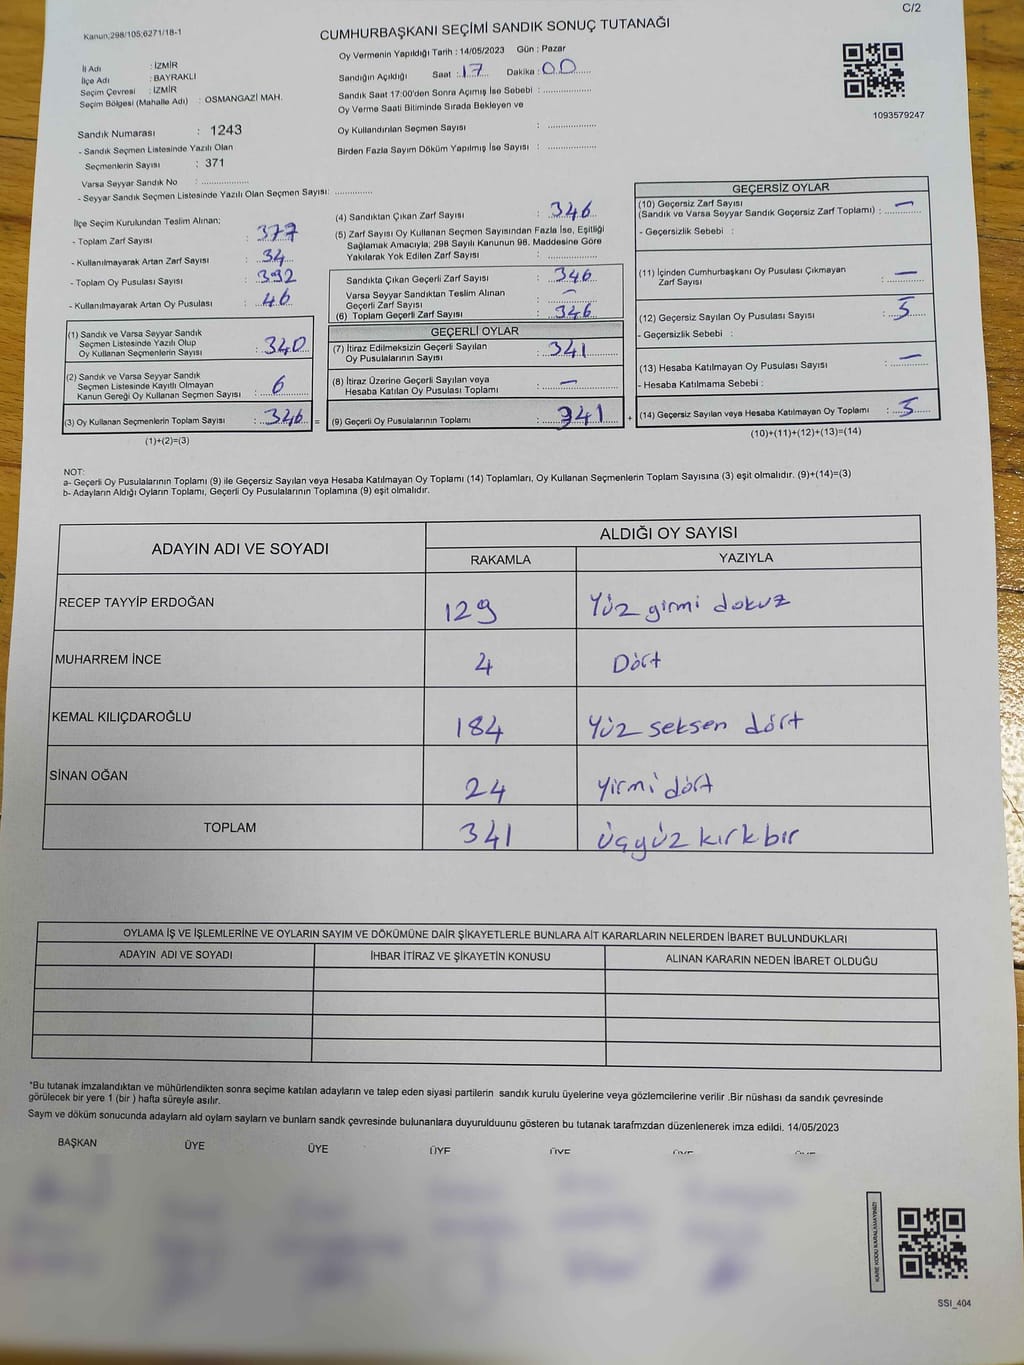 C/2
Kanun;298/105;6271/18-1
CUMHURBAŞKANI SEÇİMİ SANDIK SONUÇ TUTANAĞI
Oy Vermenin Yapıldığı Tarih : 14/05/2023 Gün : Pazar
İl Adı : İZMİR
İlçe Adı : BAYRAKLI
Seçim Çevresi : İZMİR
Seçim Bölgesi (Mahalle Adı) : OSMANGAZİ MAH.
Sandığın Açıldığı Saat : 17 Dakika : 00
Sandık Saat 17:00'den Sonra Açımış İse Sebebi :
Oy Verme Saati Bitiminde Sırada Bekleyen ve
Oy Kullandırılan Seçmen Sayısı :
Birden Fazla Sayım Döküm Yapılmış İse Sayısı :
1093579247
Sandık Numarası : 1243
- Sandık Seçmen Listesinde Yazılı Olan
Seçmenlerin Sayısı : 371
Varsa Seyyar Sandık No :
- Seyyar Sandık Seçmen Listesinde Yazılı Olan Seçmen Sayısı:
İlçe Seçim Kurulundan Teslim Alınan;
- Toplam Zarf Sayısı : 377
- Kullanılmayarak Artan Zarf Sayısı : 34
- Toplam Oy Pusulası Sayısı : 392
- Kullanılmayarak Artan Oy Pusulası : 46
(1) Sandık ve Varsa Seyyar Sandık
Seçmen Listesinde Yazılı Olup
Oy Kullanan Seçmenlerin Sayısı : 340
(2) Sandık ve Varsa Seyyar Sandık
Seçmen Listesinde Kayıtlı Olmayan
Kanun Gereği Oy Kullanan Seçmen Sayısı : 6
(3) Oy Kullanan Seçmenlerin Toplam Sayısı : 346 =
(1)+(2)=(3)
(4) Sandıktan Çıkan Zarf Sayısı : 346
(5) Zarf Sayısı Oy Kullanan Seçmen Sayısından Fazla İse, Eşitliği
Sağlamak Amacıyla; 298 Sayılı Kanunun 98. Maddesine Göre
Yakılarak Yok Edilen Zarf Sayısı :
Sandıkta Çıkan Geçerli Zarf Sayısı : 346
Varsa Seyyar Sandıktan Teslim Alınan
Geçerli Zarf Sayısı : -
(6) Toplam Geçerli Zarf Sayısı : 346
GEÇERLİ OYLAR
(7) İtiraz Edilmeksizin Geçerli Sayılan
Oy Pusulalarının Sayısı : 341
(8) İtiraz Üzerine Geçerli Sayılan veya
Hesaba Katılan Oy Pusulası Toplamı : -
(9) Geçerli Oy Pusulalarının Toplamı : 341 +
GEÇERSİZ OYLAR
(10) Geçersiz Zarf Sayısı
(Sandık ve Varsa Seyyar Sandık Geçersiz Zarf Toplamı) : -
- Geçersizlik Sebebi :
(11) İçinden Cumhurbaşkanı Oy Pusulası Çıkmayan
Zarf Sayısı : -
(12) Geçersiz Sayılan Oy Pusulası Sayısı : 5
- Geçersizlik Sebebi :
(13) Hesaba Katılmayan Oy Pusulası Sayısı : -
- Hesaba Katılmama Sebebi :
(14) Geçersiz Sayılan veya Hesaba Katılmayan Oy Toplamı : 5
(10)+(11)+(12)+(13)=(14)
NOT:
a- Geçerli Oy Pusulalarının Toplamı (9) ile Geçersiz Sayılan veya Hesaba Katılmayan Oy Toplamı (14) Toplamları, Oy Kullanan Seçmenlerin Toplam Sayısına (3) eşit olmalıdır. (9)+(14)=(3)
b- Adayların Aldığı Oyların Toplamı, Geçerli Oy Pusulalarının Toplamına (9) eşit olmalıdır.
ADAYIN ADI VE SOYADI ALDIĞI OY SAYISI
RAKAMLA YAZIYLA
RECEP TAYYİP ERDOĞAN 129 Yüz girmi dokuz
MUHARREM İNCE 4 Dört
KEMAL KILIÇDAROĞLU 184 Yüz seksen dört
SİNAN OĞAN 24 yirmi dört
TOPLAM 341 üçyüz kırkbir
OYLAMA İŞ VE İŞLEMLERİNE VE OYLARIN SAYIM VE DÖKÜMÜNE DAİR ŞİKAYETLERLE BUNLARA AİT KARARLARIN NELERDEN İBARET BULUNDUKLARI
ADAYIN ADI VE SOYADI İHBAR İTİRAZ VE ŞİKAYETİN KONUSU ALINAN KARARIN NEDEN İBARET OLDUĞU
*Bu tutanak imzalandıktan ve mühürlendikten sonra seçime katılan adayların ve talep eden siyasi partilerin sandık kurulu üyelerine veya gözlemcilerine verilir .Bir nüshası da sandık çevresinde
görülecek bir yere 1 (bir ) hafta süreyle asılır.
Sayım ve döküm sonucunda adayların ald oyların saylarn ve bunların sandk çevresinde bulunanlara duyurulduunu gösteren bu tutanak tarafmzdan düzenlenerek imza edildi. 14/05/2023
BAŞKAN ÜYE ÜYE ÜYE ÜYE ÜYE ÜYE
KARE KODU KARALAMAYINIZ!
SSI_404